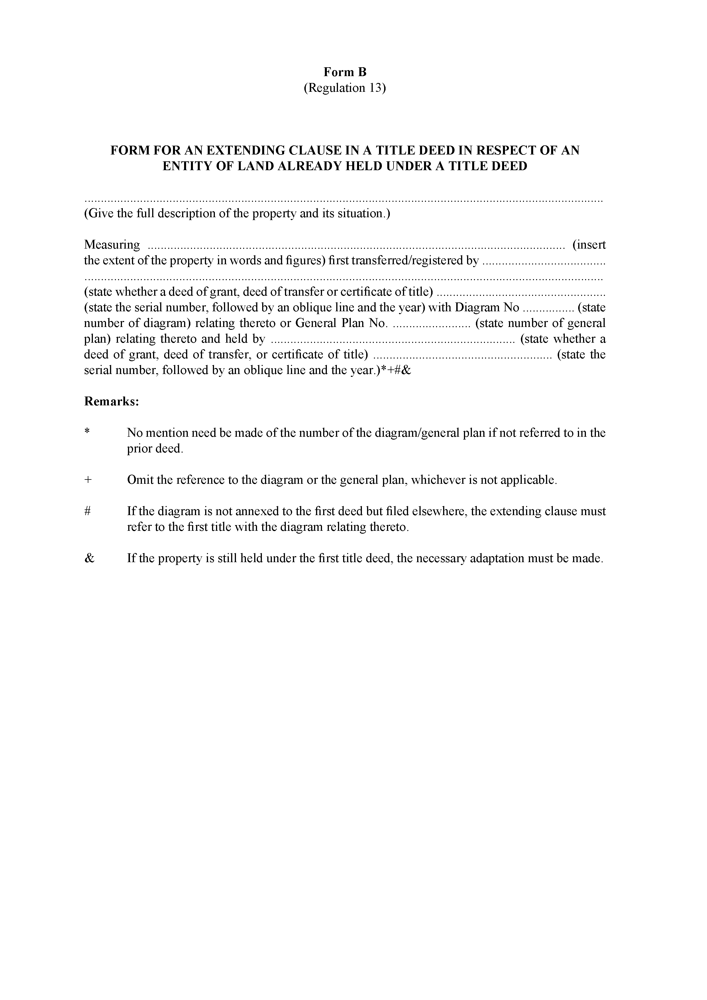 Form B
(Regulation 13)
FORM FOR AN EXTENDING CLAUSE IN A TITLE DEED IN RESPECT OF AN
ENTITY OF LAND ALREADY HELD UNDER A TITLE DEED
................................................................................................................................................................
(Give the full description of the property and its situation.)
Measuring ................................................................................................................................ (insert
the extent of the property in words and figures) first transferred/registered by ......................................
................................................................................................................................................................
(state whether a deed of grant, deed of transfer or certificate of title) ....................................................
(state the serial number, followed by an oblique line and the year) with Diagram No ................ (state
number of diagram) relating thereto or General Plan No. ........................ (state number of general
plan) relating thereto and held by ........................................................................... (state whether a
deed of grant, deed of transfer, or certificate of title) ....................................................... (state the
serial number, followed by an oblique line and the year.)*+#&
Remarks:
* No mention need be made of the number of the diagram/general plan if not referred to in the
prior deed.
+ Omit the reference to the diagram or the general plan, whichever is not applicable.
# If the diagram is not annexed to the first deed but filed elsewhere, the extending clause must
refer to the first title with the diagram relating thereto.
& If the property is still held under the first title deed, the necessary adaptation must be made.